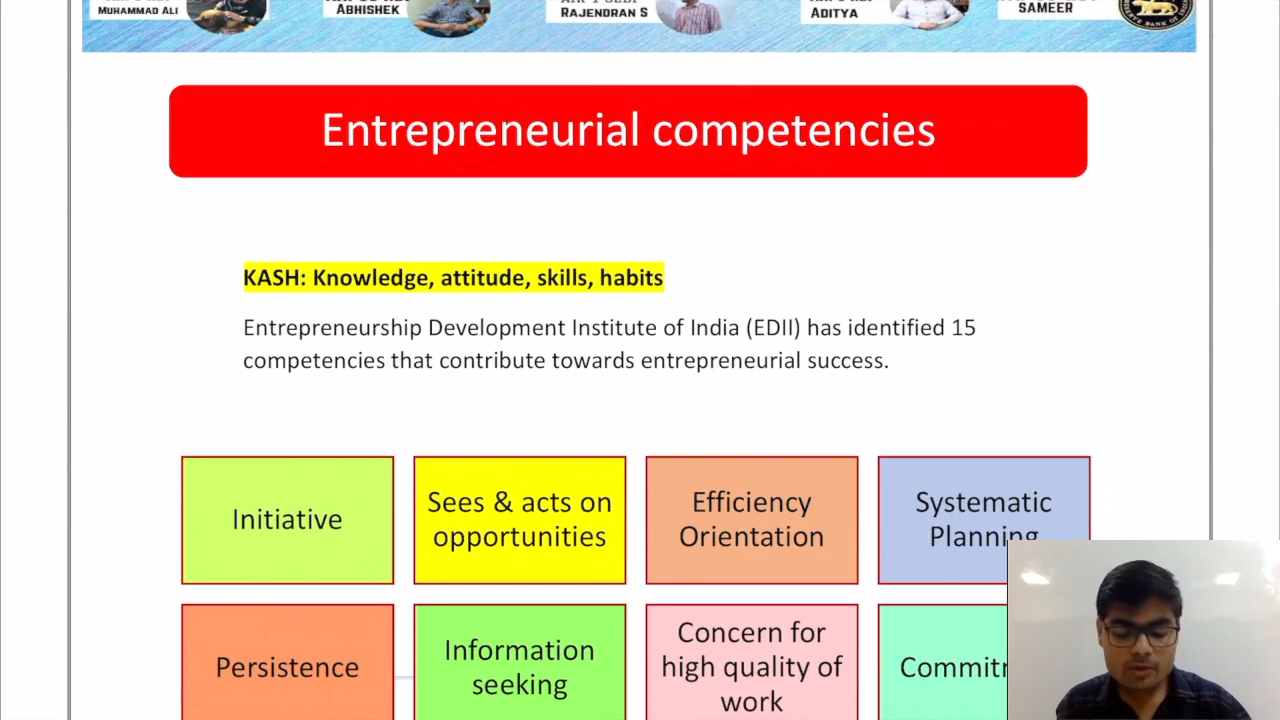 MUHAMMAD ALI
ABHISHEK
RAJENDRAN S
ADITYA
SAMEER
Entrepreneurial competencies
KASH: Knowledge, attitude, skills, habits
Entrepreneurship Development Institute of India (EDII) has identified 15
competencies that contribute towards entrepreneurial success.
Initiative
Sees & acts on
opportunities
Efficiency
Orientation
Systematic
Planning
Persistence
Information
seeking
Concern for
high quality of
work